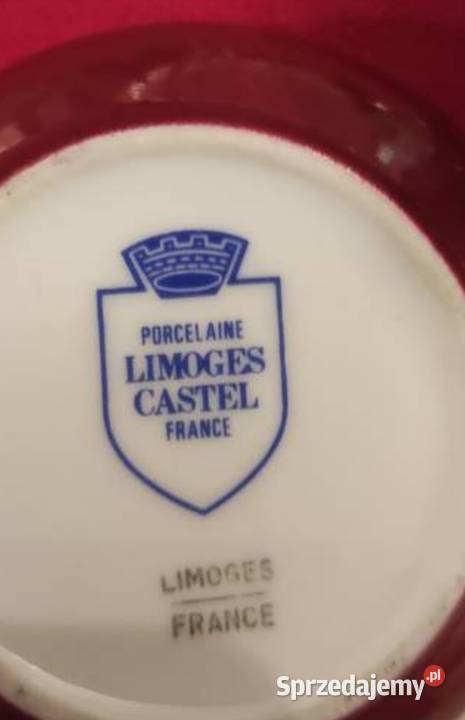 PORCELAINE
LIMOGES
CASTEL
FRANCE
LIMOGES
FRANCE
Sprzedajemy.pl